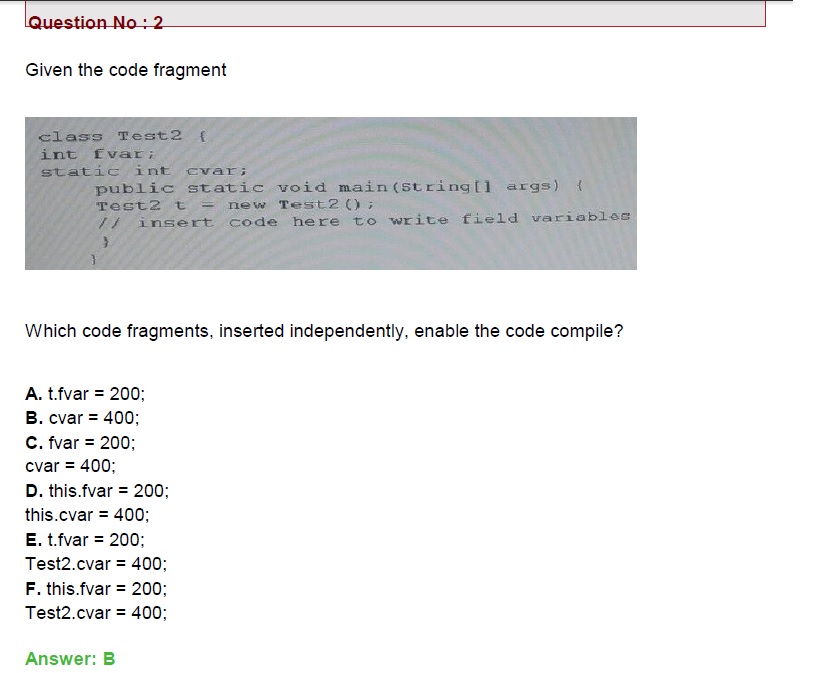 Question No : 2
Given the code fragment
class Test2 {
int fvar;
static int cvar;
public static void main(String[] args) {
Test2 t = new Test2();
// insert code here to write field variables
}
}
Which code fragments, inserted independently, enable the code compile?
A. t.fvar = 200;
B. cvar = 400;
C. fvar = 200;
cvar = 400;
D. this.fvar = 200;
this.cvar = 400;
E. t.fvar = 200;
Test2.cvar = 400;
F. this.fvar = 200;
Test2.cvar = 400;
Answer: B